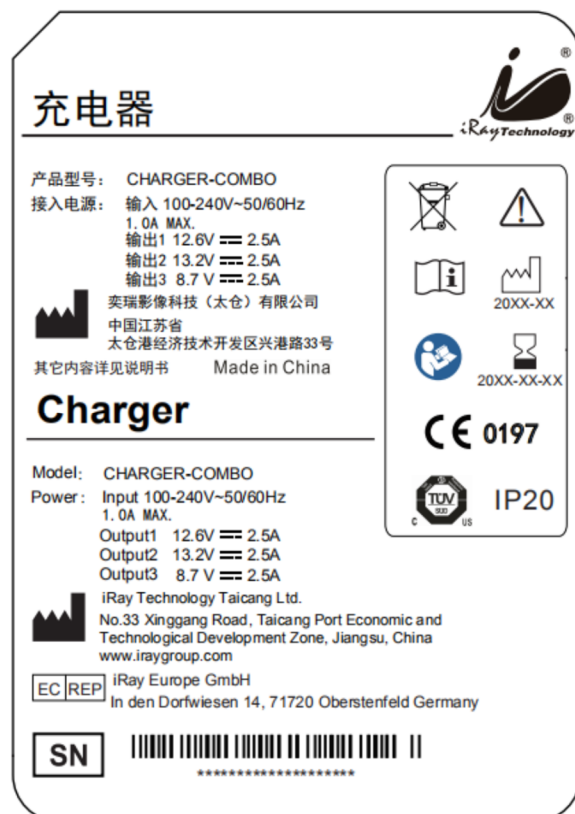 充电器
iRayTechnology
®
®
产品型号： CHARGER-COMBO
接入电源： 输入 100-240V~50/60Hz
1.0A MAX.
输出1 12.6V ⎓ 2.5A
输出2 13.2V ⎓ 2.5A
输出3 8.7 V ⎓ 2.5A
奕瑞影像科技（太仓）有限公司
中国江苏省
太仓港经济技术开发区兴港路33号
其它内容详见说明书 Made in China
20XX-XX
20XX-XX-XX
CE 0197
TÜV
SÜD
C US
IP20
Charger
Model: CHARGER-COMBO
Power: Input 100-240V~50/60Hz
1.0A MAX.
Output1 12.6V ⎓ 2.5A
Output2 13.2V ⎓ 2.5A
Output3 8.7 V ⎓ 2.5A
iRay Technology Taicang Ltd.
No.33 Xinggang Road, Taicang Port Economic and
Technological Development Zone, Jiangsu, China
www.iraygroup.com
EC REP iRay Europe GmbH
In den Dorfwiesen 14, 71720 Oberstenfeld Germany
SN
********************